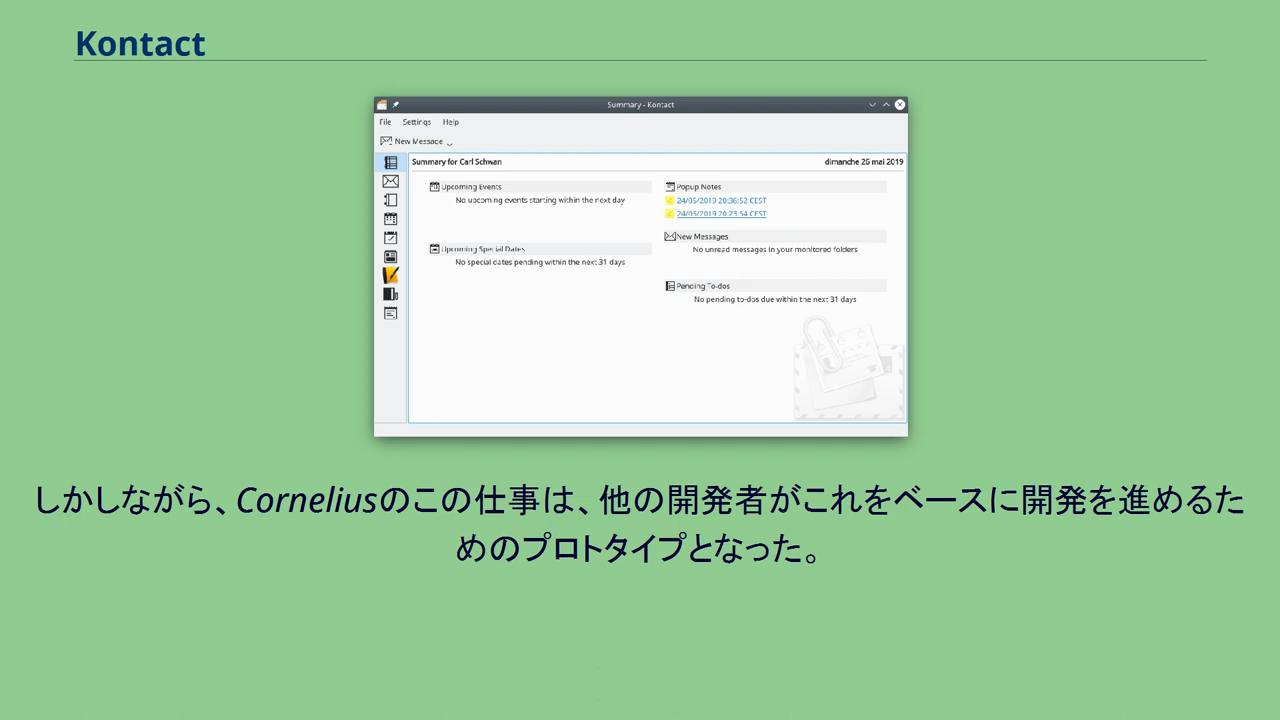 Kontact
Summary - Kontact
File Settings Help
New Message
Summary for Carl Schwan
dimanche 26 mai 2019
Upcoming Events
No upcoming events starting within the next day
Upcoming Special Dates
No special dates pending within the next 31 days
Popup Notes
24/05/2019 20:36:52 CEST
24/05/2019 20:23:54 CEST
New Messages
No unread messages in your monitored folders
Pending To-dos
No pending to-dos due within the next 31 days
しかしながら、Corneliusのこの仕事は、他の開発者がこれをベースに開発を進めるた
めのプロトタイプとなった。